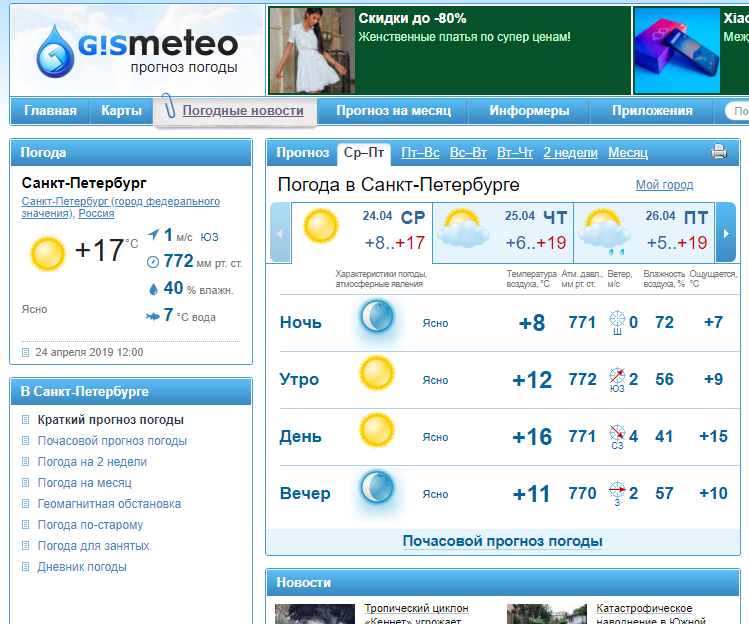 G!Smeteo
прогноз погоды
Скидки до -80%
Женственные платья по супер ценам!
Главная
Карты
Погодные новости
Прогноз на месяц
Информеры
Приложения
Погода
Санкт-Петербург
Санкт-Петербург (город федерального
значения), Россия
+17°C
1 м/с ЮЗ
772 мм рт. ст.
40 % влажн.
7 °C вода
Ясно
24 апреля 2019 12:00
В Санкт-Петербурге
Краткий прогноз погоды
Почасовой прогноз погоды
Погода на 2 недели
Погода на месяц
Геомагнитная обстановка
Погода по-старому
Погода для занятых
Дневник погоды
Прогноз Ср–Пт Пт–Вс Вс–Вт Вт–Чт 2 недели Месяц
Погода в Санкт-Петербурге
Мой город
24.04 СР
+8..+17
25.04 ЧТ
+6..+19
26.04 ПТ
+5..+19
Характеристики погоды, Температура Атм. давл., Ветер, Влажность Ощущается,
атмосферные явления воздуха, °C мм рт. ст. м/с воздуха, % °C
Ночь Ясно +8 771 Ш 0 72 +7
Утро Ясно +12 772 ЮЗ 2 56 +9
День Ясно +16 771 СЗ 4 41 +15
Вечер Ясно +11 770 З 2 57 +10
Почасовой прогноз погоды
Новости
Тропический циклон
«Кеннет» угрожает
Катастрофическое
наводнение в Южной